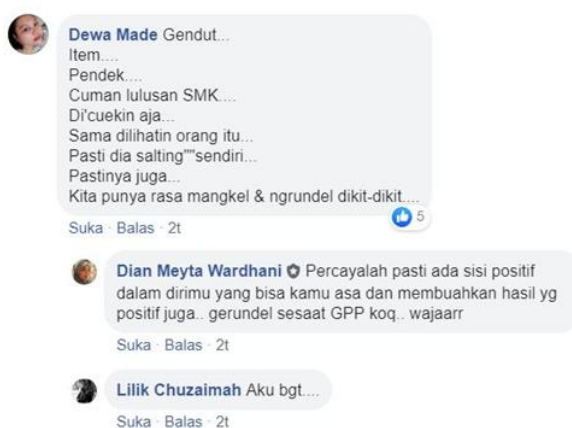 Dewa Made Gendut...
Item....
Pendek....
Cuman lulusan SMK....
Di'cuekin aja...
Sama dilihatin orang itu...
Pasti dia salting""sendiri...
Pastinya juga...
Kita punya rasa mangkel & ngrundel dikit-dikit....
5
Suka · Balas · 2t
Dian Meyta Wardhani Percayalah pasti ada sisi positif
dalam dirimu yang bisa kamu asa dan membuahkan hasil yg
positif juga.. gerundel sesaat GPP koq.. wajaarr
Suka · Balas · 2t
Lilik Chuzaimah Aku bgt....
Suka · Balas · 2t